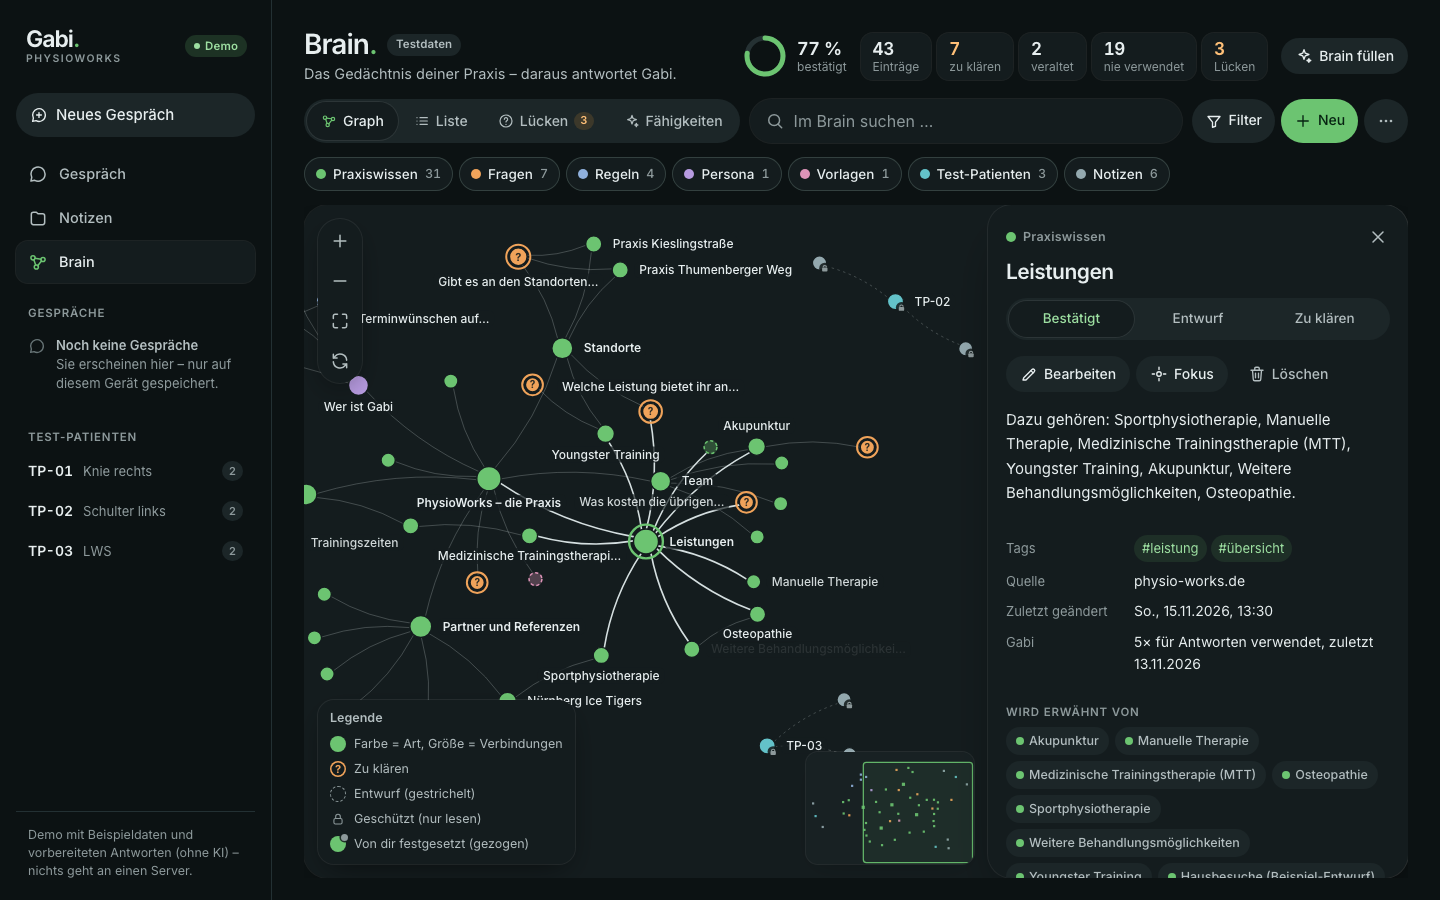 Gabi.
PHYSIOWORKS
Demo
Neues Gespräch
Gespräch
Notizen
Brain
GESPRÄCHE
Noch keine Gespräche
Sie erscheinen hier – nur auf
diesem Gerät gespeichert.
TEST-PATIENTEN
TP-01 Knie rechts 2
TP-02 Schulter links 2
TP-03 LWS 2
Demo mit Beispieldaten und
vorbereiteten Antworten (ohne KI) –
nichts geht an einen Server.
Brain.
Testdaten
Das Gedächtnis deiner Praxis – daraus antwortet Gabi.
77 %
bestätigt
43
Einträge
7
zu klären
2
veraltet
19
nie verwendet
3
Lücken
Brain füllen
Graph
Liste
Lücken 3
Fähigkeiten
Im Brain suchen ...
Filter
Neu
Praxiswissen 31
Fragen 7
Regeln 4
Persona 1
Vorlagen 1
Test-Patienten 3
Notizen 6
Praxis Kieslingstraße
Praxis Thumenberger Weg
Gibt es an den Standorten...
TP-02
Terminwünschen auf...
Standorte
Welche Leistung bietet ihr an...
Wer ist Gabi
Akupunktur
Youngster Training
Team
PhysioWorks – die Praxis
Was kosten die übrigen...
Trainingszeiten
Leistungen
Medizinische Trainingstherapi...
Manuelle Therapie
Partner und Referenzen
Osteopathie
Weitere Behandlungsmöglichkei...
Sportphysiotherapie
Nürnberg Ice Tigers
TP-03
Legende
Farbe = Art, Größe = Verbindungen
Zu klären
Entwurf (gestrichelt)
Geschützt (nur lesen)
Von dir festgesetzt (gezogen)
Praxiswissen
Leistungen
Bestätigt
Entwurf
Zu klären
Bearbeiten
Fokus
Löschen
Dazu gehören: Sportphysiotherapie, Manuelle
Therapie, Medizinische Trainingstherapie (MTT),
Youngster Training, Akupunktur, Weitere
Behandlungsmöglichkeiten, Osteopathie.
Tags #leistung #übersicht
Quelle physio-works.de
Zuletzt geändert So., 15.11.2026, 13:30
Gabi 5× für Antworten verwendet, zuletzt
13.11.2026
WIRD ERWÄHNT VON
Akupunktur
Manuelle Therapie
Medizinische Trainingstherapie (MTT)
Osteopathie
Sportphysiotherapie
Weitere Behandlungsmöglichkeiten
Youngster Training
Hausbesuche (Beispiel-Entwurf)